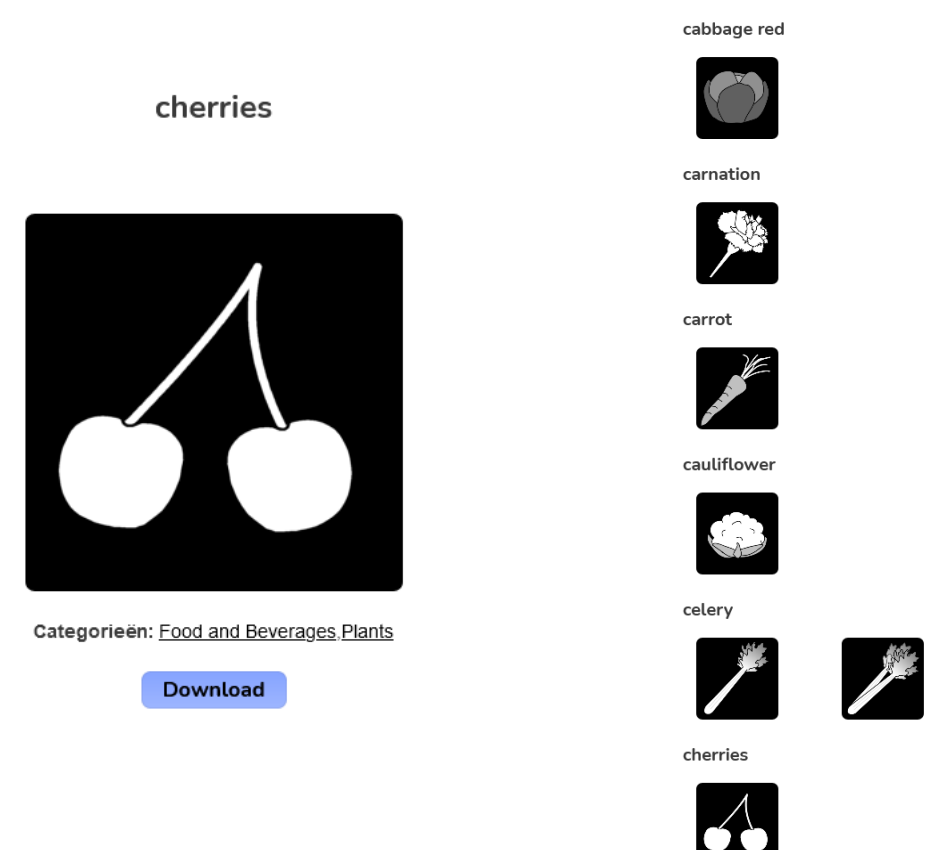 cherries
Categorieën: Food and Beverages,Plants
Download
cabbage red
carnation
carrot
cauliflower
celery
cherries